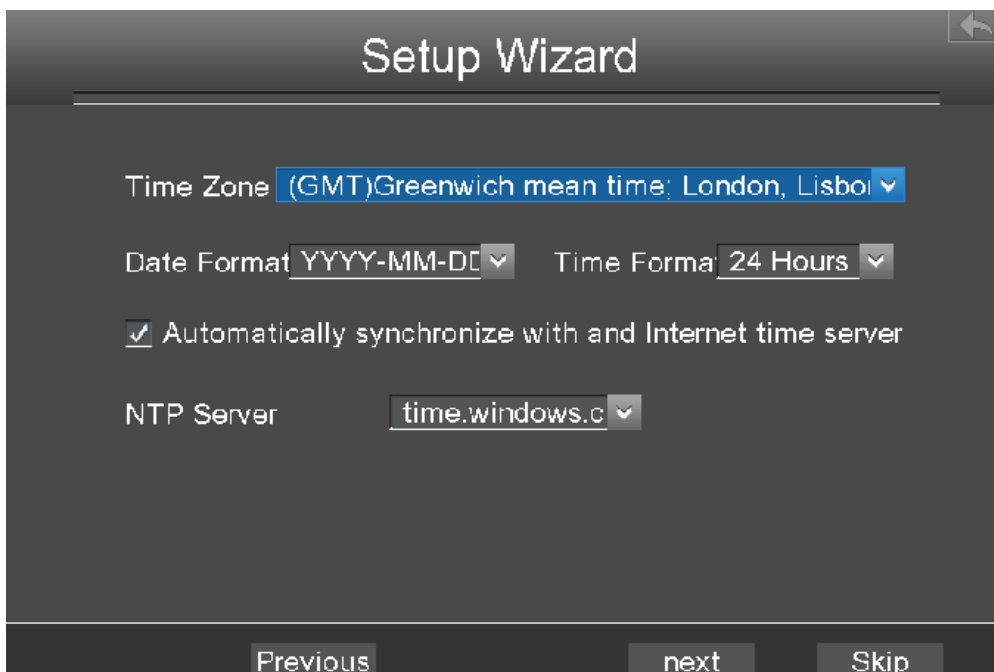 Setup Wizard
Time Zone (GMT)Greenwich mean time; London, Lisbo
Date Format YYYY-MM-D Time Forma 24 Hours
Automatically synchronize with and Internet time server
NTP Server time.windows.c
Previous next Skip